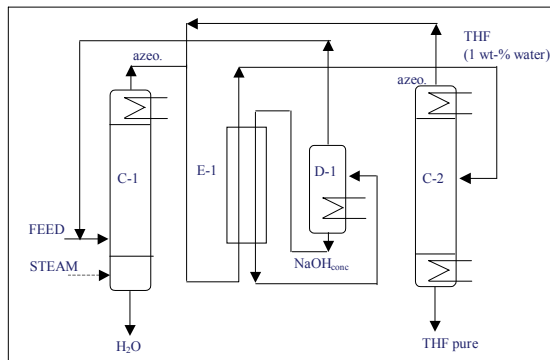 THF
(1 wt-% water)
azeo.
azeo.
C-1
E-1
D-1
C-2
FEED
STEAM
NaOHconc
H₂O
THF pure